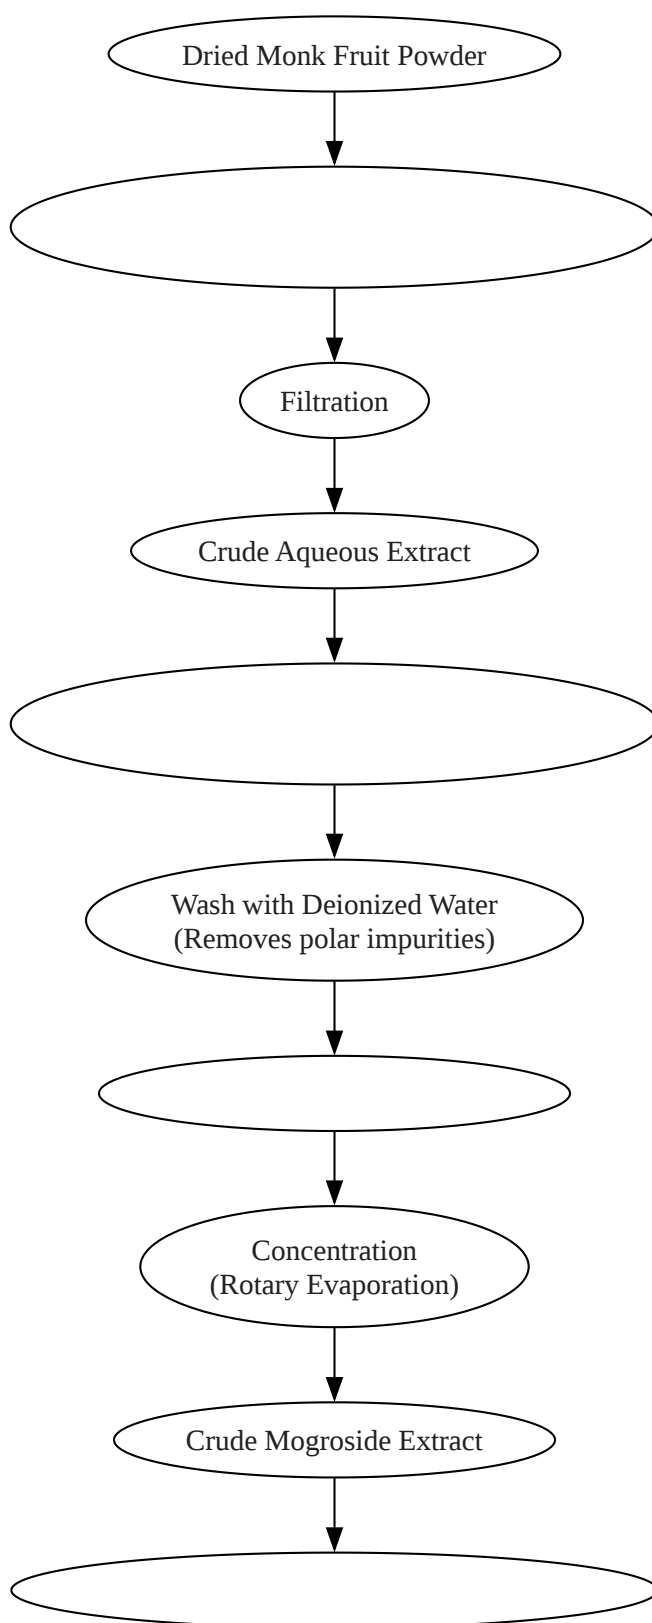 Dried Monk Fruit Powder
Filtration
Crude Aqueous Extract
Wash with Deionized Water
(Removes polar impurities)
Concentration
(Rotary Evaporation)
Crude Mogroside Extract